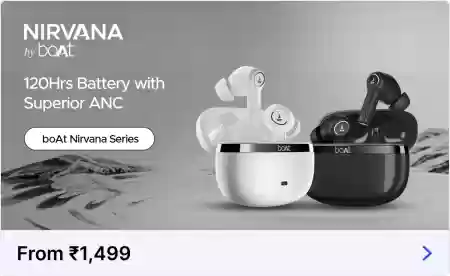 NIRVANA
by boAt
120Hrs Battery with
Superior ANC
boAt Nirvana Series
boAt
boAt
From ₹1,499